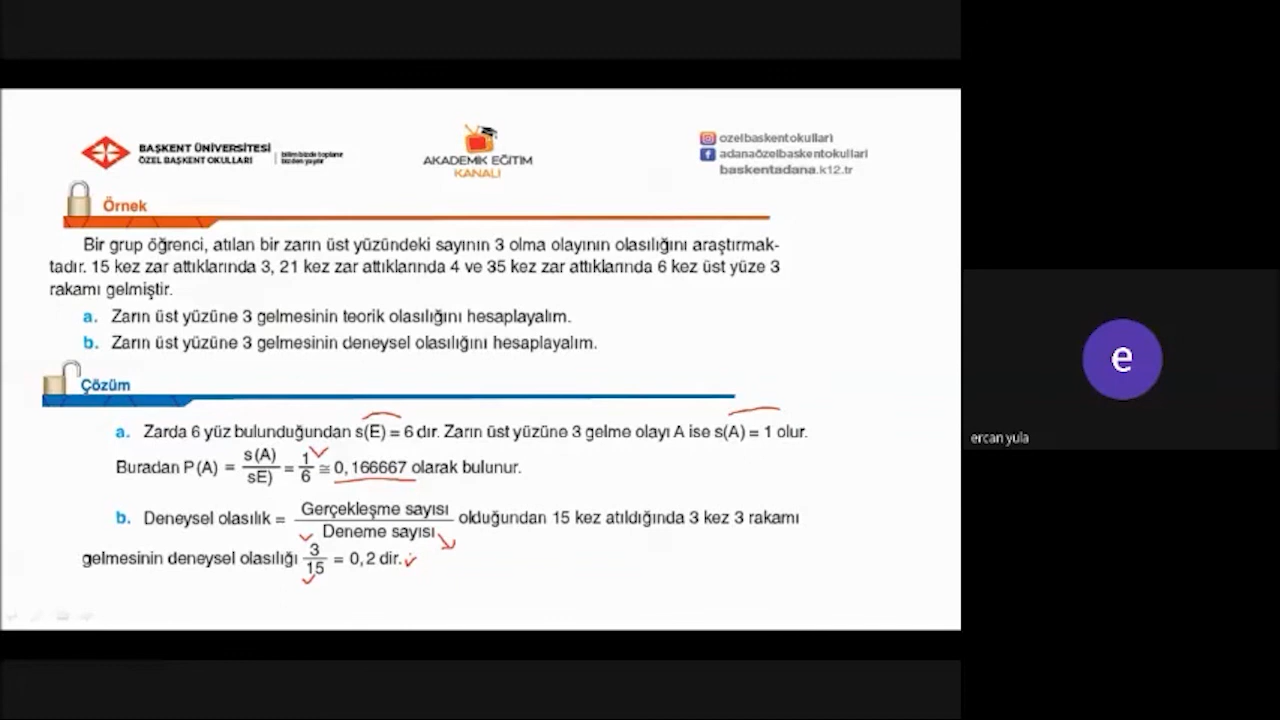 BAŞKENT ÜNİVERSİTESİ
ÖZEL BAŞKENT OKULLARI
bilim bizde toplanır
bizden yayılır
AKADEMİK EĞİTİM
KANALI
ozelbaskentokullari
adanaözelbaskentokullari
baskentadana.k12.tr
Örnek
Bir grup öğrenci, atılan bir zarın üst yüzündeki sayının 3 olma olayının olasılığını araştırmak-
tadır. 15 kez zar attıklarında 3, 21 kez zar attıklarında 4 ve 35 kez zar attıklarında 6 kez üst yüze 3
rakamı gelmiştir.
a. Zarın üst yüzüne 3 gelmesinin teorik olasılığını hesaplayalım.
b. Zarın üst yüzüne 3 gelmesinin deneysel olasılığını hesaplayalım.
Çözüm
a. Zarda 6 yüz bulunduğundan s(E) = 6 dır. Zarın üst yüzüne 3 gelme olayı A ise s(A) = 1 olur.
Buradan P(A) = s(A)/sE) = 1/6 ≅ 0,166667 olarak bulunur.
b. Deneysel olasılık = Gerçekleşme sayısı/Deneme sayısı olduğundan 15 kez atıldığında 3 kez 3 rakamı
gelmesinin deneysel olasılığı 3/15 = 0,2 dir.
e
ercan yula